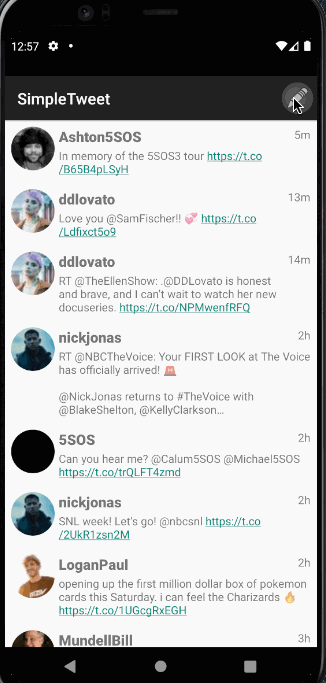 12:57
SimpleTweet
Ashton5SOS 5m
In memory of the 5SOS3 tour https://t.co
/B65B4pLSyH
ddlovato 13m
Love you @SamFischer!! 💞 https://t.co
/Ldfixct5o9
ddlovato 14m
RT @TheEllenShow: .@DDLovato is honest
and brave, and I can't wait to watch her new
docuseries. https://t.co/NPMwenfRFQ
nickjonas 2h
RT @NBCTheVoice: Your FIRST LOOK at The Voice
has officially arrived! 🚨
@NickJonas returns to #TheVoice with
@BlakeShelton, @KellyClarkson…
5SOS 2h
Can you hear me? @Calum5SOS @Michael5SOS
https://t.co/trQLFT4zmd
nickjonas 2h
SNL week! Let's go! @nbcsnl https://t.co
/2UkR1zsn2M
LoganPaul 2h
opening up the first million dollar box of pokemon
cards this Saturday. i can feel the Charizards 🔥
https://t.co/1UGcgRxEGH
MundellBill 3h